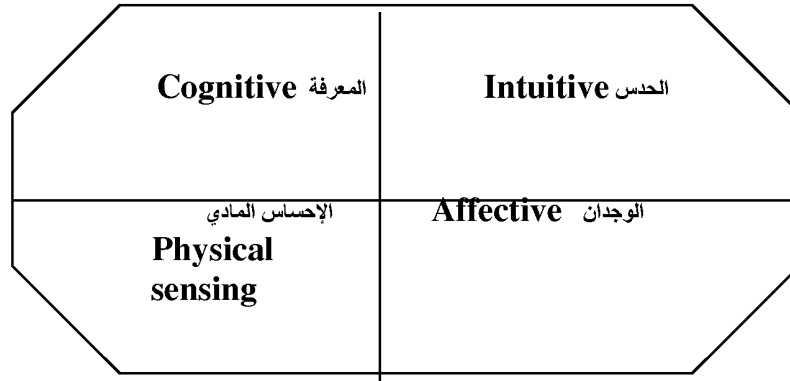 Cognitive المعرفة
Intuitive الحدس
الإحساس المادي
Physical
sensing
Affective الوجدان